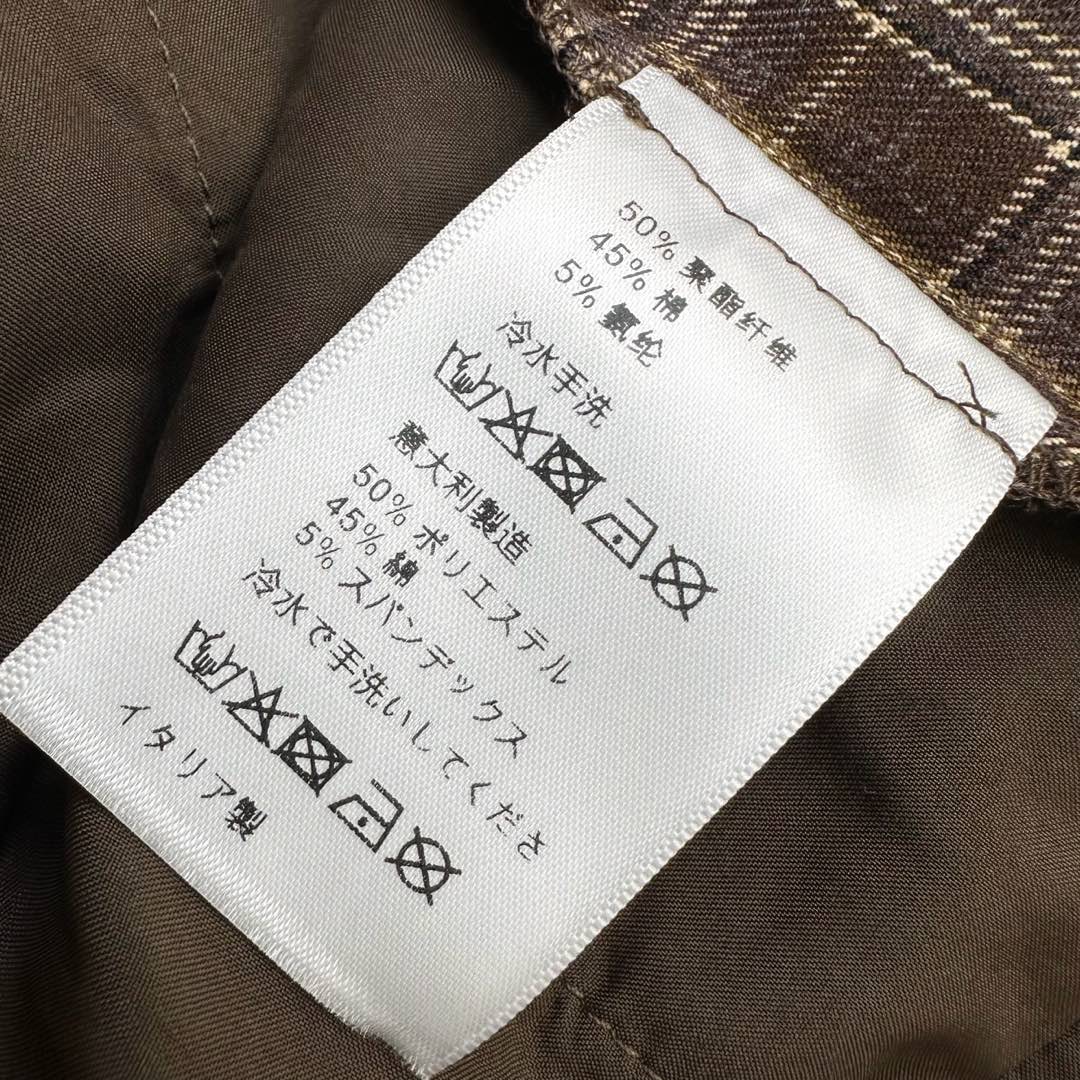 50% 聚酯纤维
45% 棉
5% 氨纶
冷水手洗
意大利製造
50% ポリエステル
45% 綿
5% スパンデックス
冷水で手洗いしてくださ
イタリア製